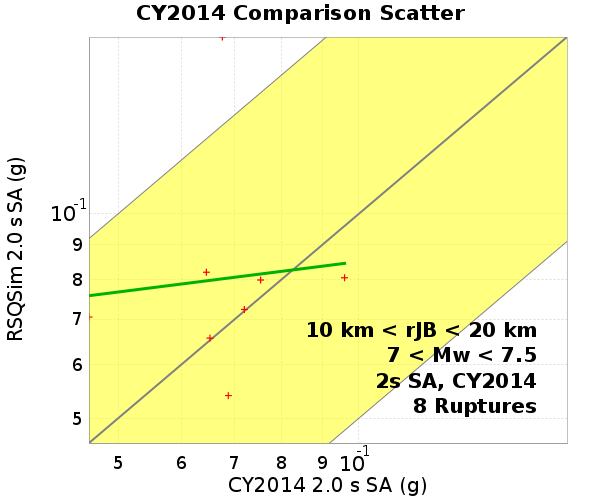 CY2014 Comparison Scatter
RSQSim 2.0 s SA (g)
10-1
9
8
7
6
5
10 km < rJB < 20 km
7 < Mw < 7.5
2s SA, CY2014
8 Ruptures
5 6 7 8 9 10-1
CY2014 2.0 s SA (g)